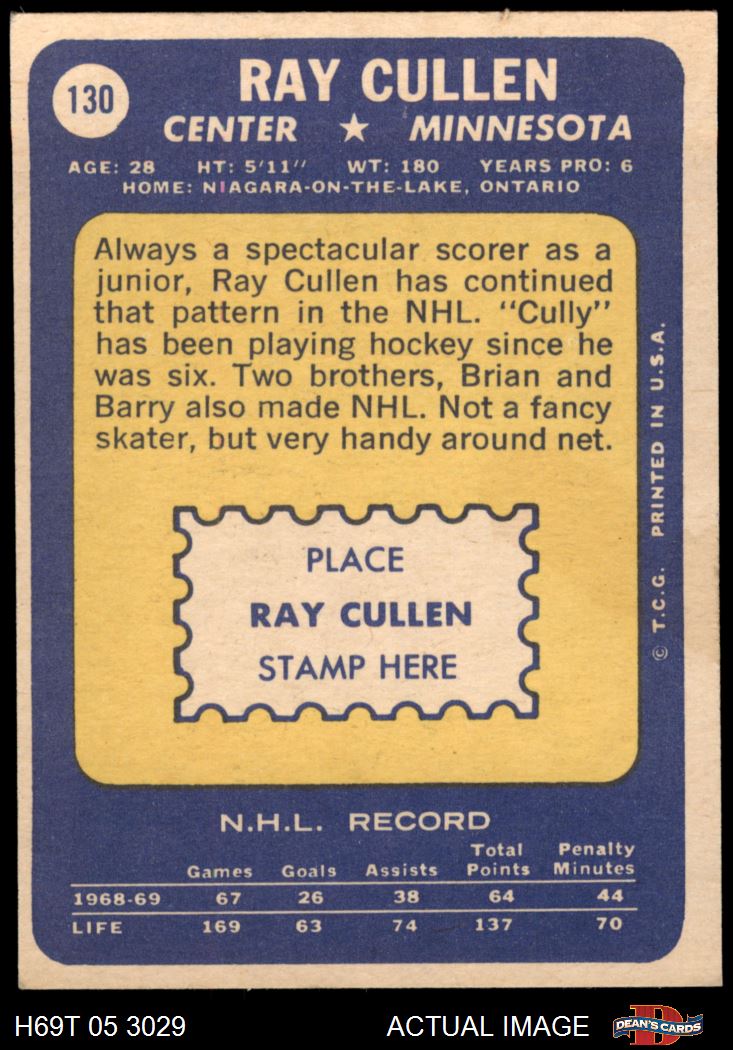 130
RAY CULLEN
CENTER ★ MINNESOTA
AGE: 28 HT: 5'11" WT: 180 YEARS PRO: 6
HOME: NIAGARA-ON-THE-LAKE, ONTARIO
Always a spectacular scorer as a
junior, Ray Cullen has continued
that pattern in the NHL. "Cully"
has been playing hockey since he
was six. Two brothers, Brian and
Barry also made NHL. Not a fancy
skater, but very handy around net.
PLACE
RAY CULLEN
STAMP HERE
© T.C.G. PRINTED IN U.S.A.
N.H.L. RECORD
Games Goals Assists Total Points Penalty Minutes
1968-69 67 26 38 64 44
LIFE 169 63 74 137 70
H69T 05 3029 ACTUAL IMAGE D DEAN'S CARDS